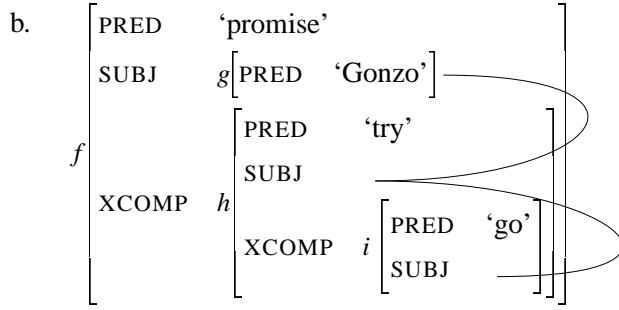 b.
PRED ‘promise’
SUBJ g PRED ‘Gonzo’
PRED ‘try’
f
SUBJ
XCOMP h
PRED ‘go’
XCOMP i
SUBJ